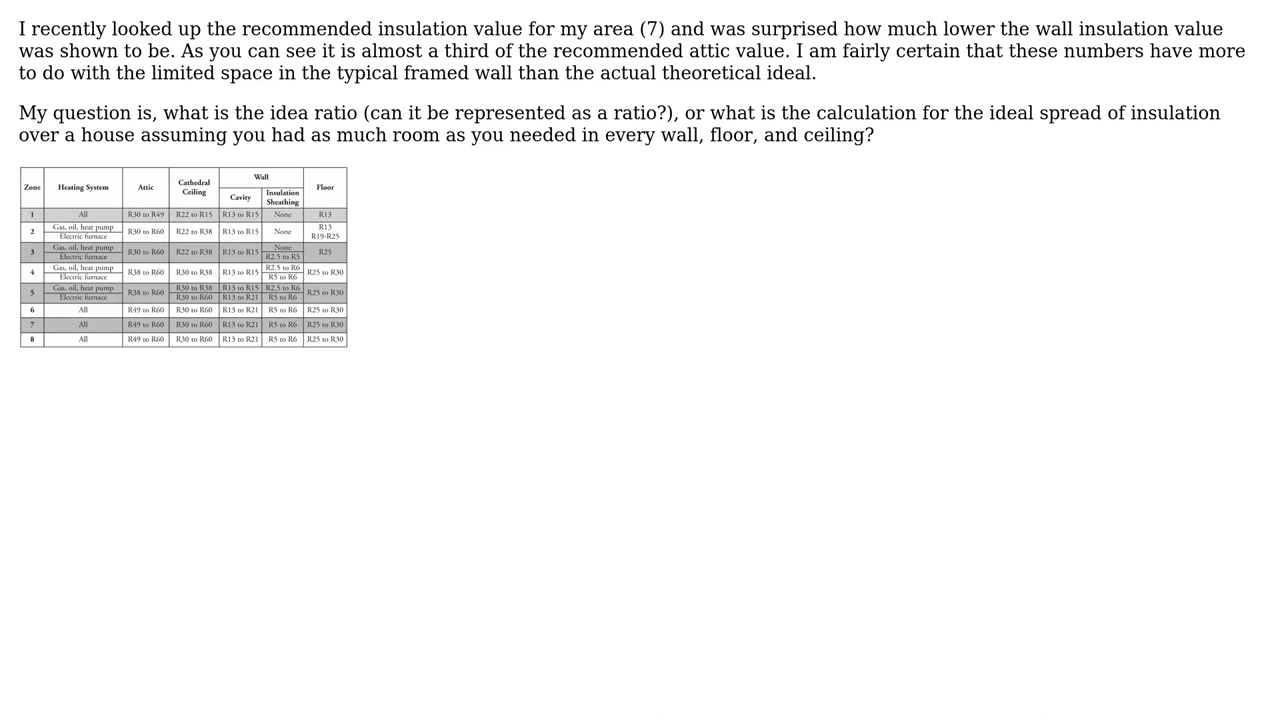 I recently looked up the recommended insulation value for my area (7) and was surprised how much lower the wall insulation value
was shown to be. As you can see it is almost a third of the recommended attic value. I am fairly certain that these numbers have more
to do with the limited space in the typical framed wall than the actual theoretical ideal.
My question is, what is the idea ratio (can it be represented as a ratio?), or what is the calculation for the ideal spread of insulation
over a house assuming you had as much room as you needed in every wall, floor, and ceiling?
Zone Heating System Attic Cathedral Ceiling Wall Floor
Cavity Insulation Sheathing
1 All R30 to R49 R22 to R15 R13 to R15 None R13
2 Gas, oil, heat pump R30 to R60 R22 to R38 R13 to R15 None R13
Electric furnace R19-R25
3 Gas, oil, heat pump R30 to R60 R22 to R38 R13 to R15 None R25
Electric furnace R2.5 to R5
4 Gas, oil, heat pump R38 to R60 R30 to R38 R13 to R15 R2.5 to R6 R25 to R30
Electric furnace R5 to R6
5 Gas, oil, heat pump R38 to R60 R30 to R38 R13 to R15 R2.5 to R6 R25 to R30
Electric furnace R30 to R60 R13 to R21 R5 to R6
6 All R49 to R60 R30 to R60 R13 to R21 R5 to R6 R25 to R30
7 All R49 to R60 R30 to R60 R13 to R21 R5 to R6 R25 to R30
8 All R49 to R60 R30 to R60 R13 to R21 R5 to R6 R25 to R30